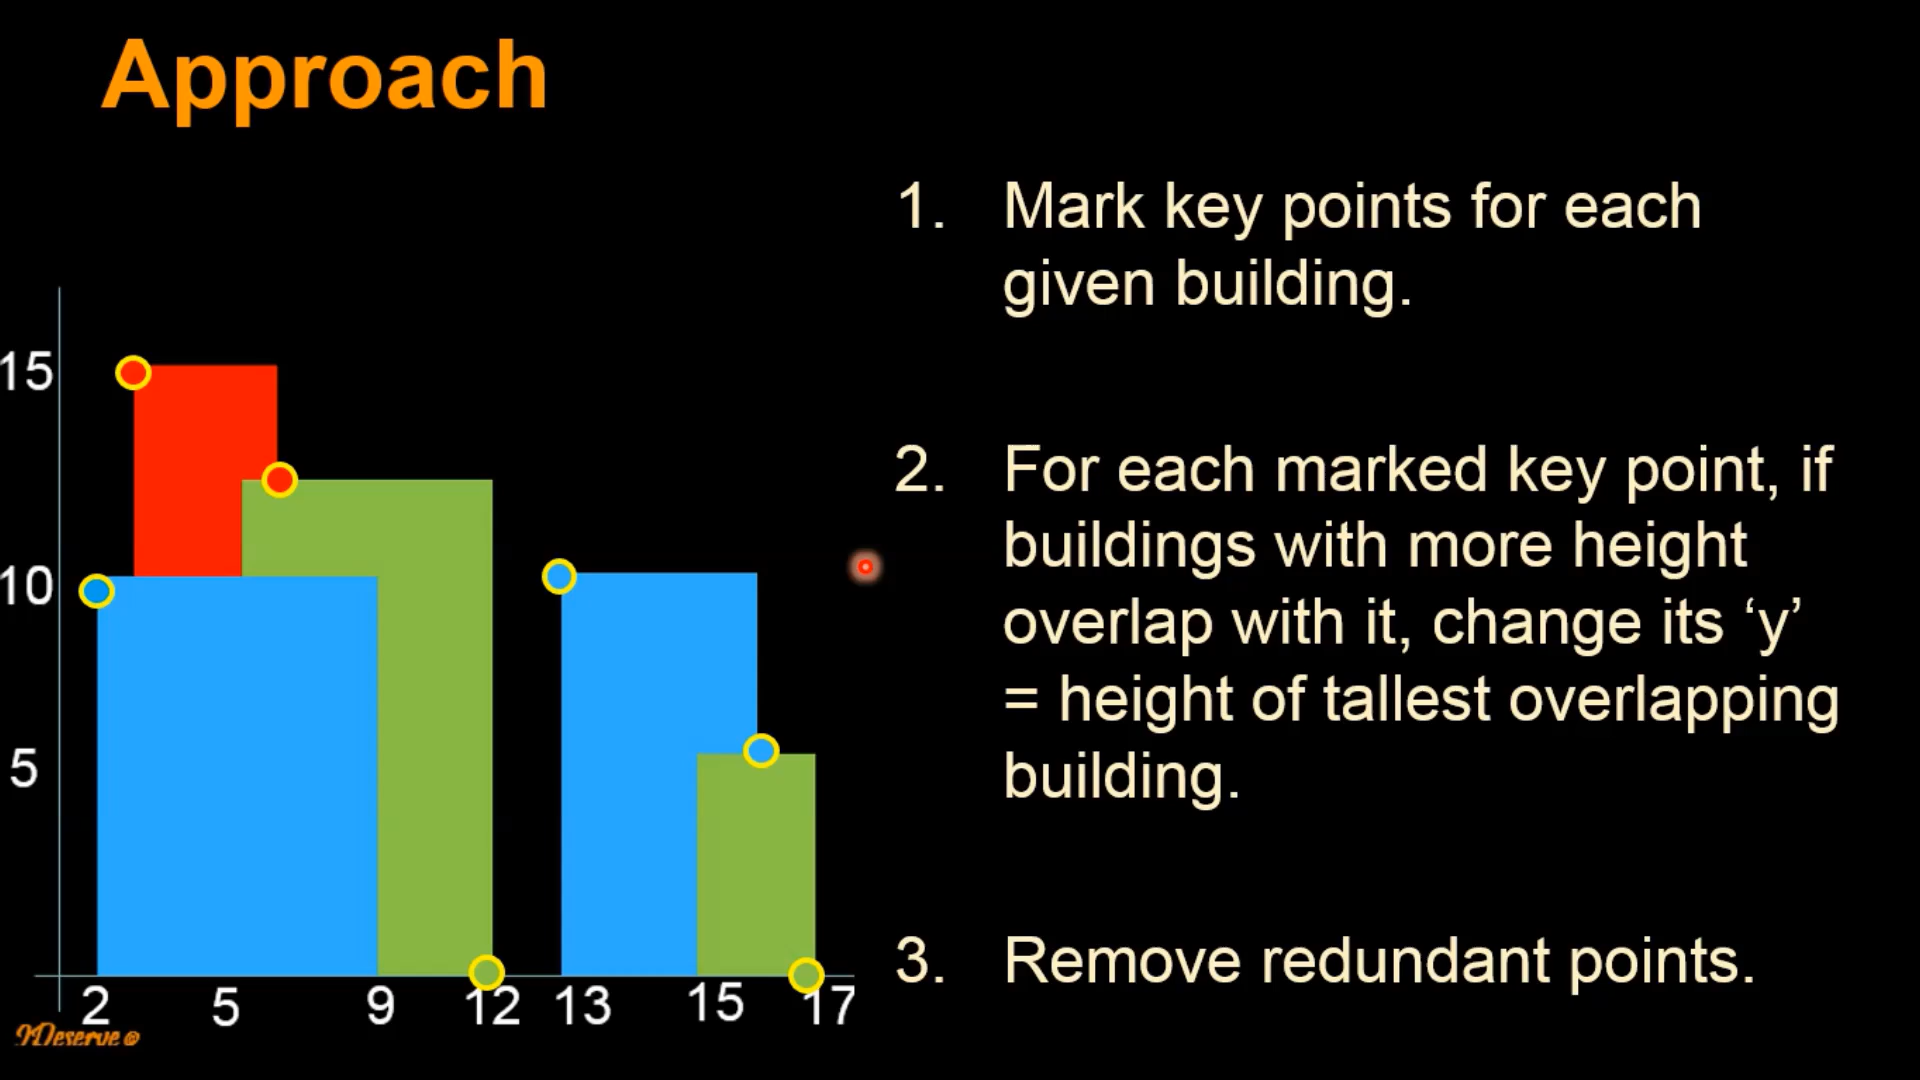 Approach
1. Mark key points for each
given building.
2. For each marked key point, if
buildings with more height
overlap with it, change its ‘y’
= height of tallest overlapping
building.
3. Remove redundant points.
15
10
5
2 5 9 12 13 15 17
IDeserve